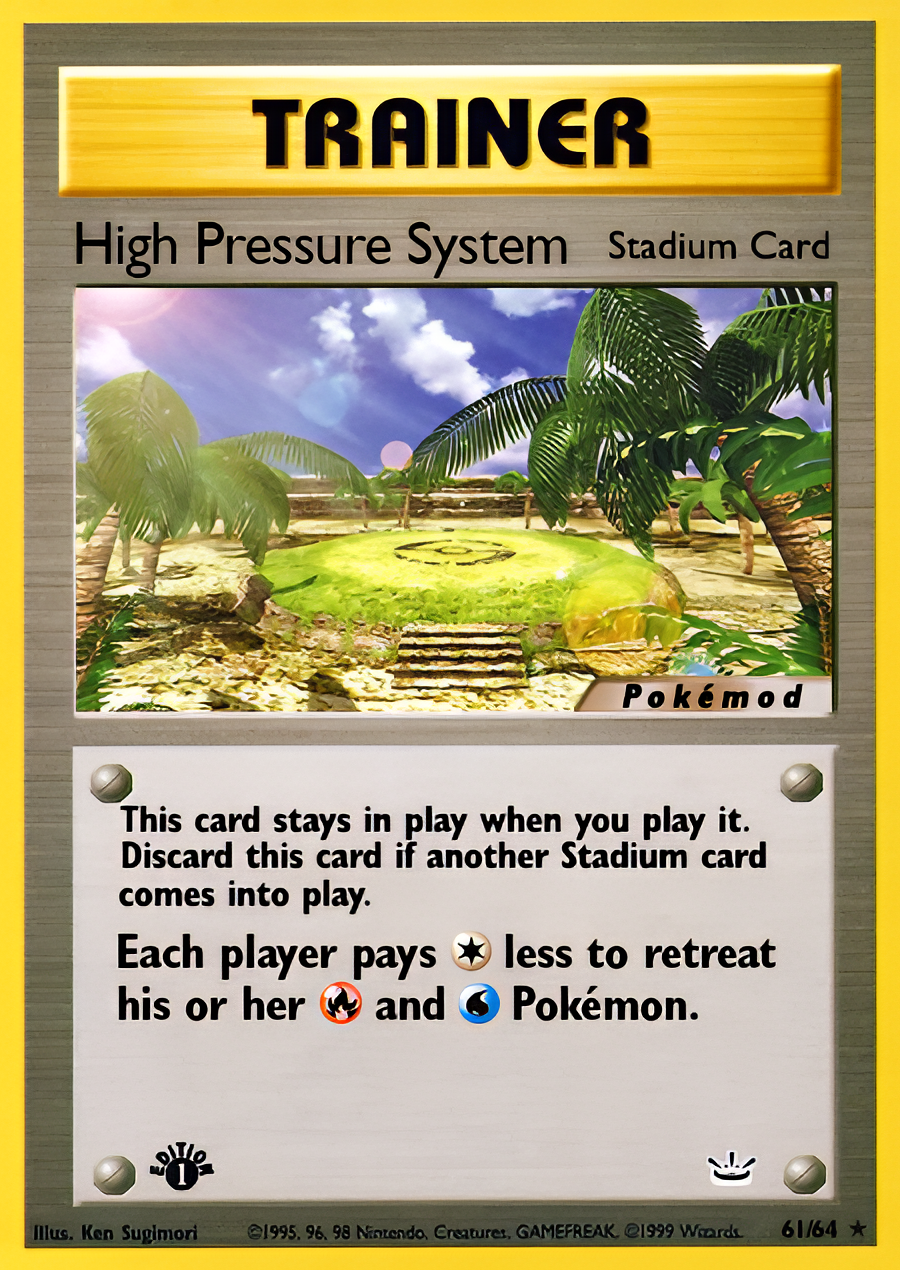 TRAINER
High Pressure System Stadium Card
Pokémod
This card stays in play when you play it.
Discard this card if another Stadium card
comes into play.
Each player pays less to retreat
his or her and Pokémon.
EDITION
1
Illus. Ken Sugimori ©1995, 96, 98 Nintendo, Creatures, GAMEFREAK. ©1999 Wizards. 61/64 ★